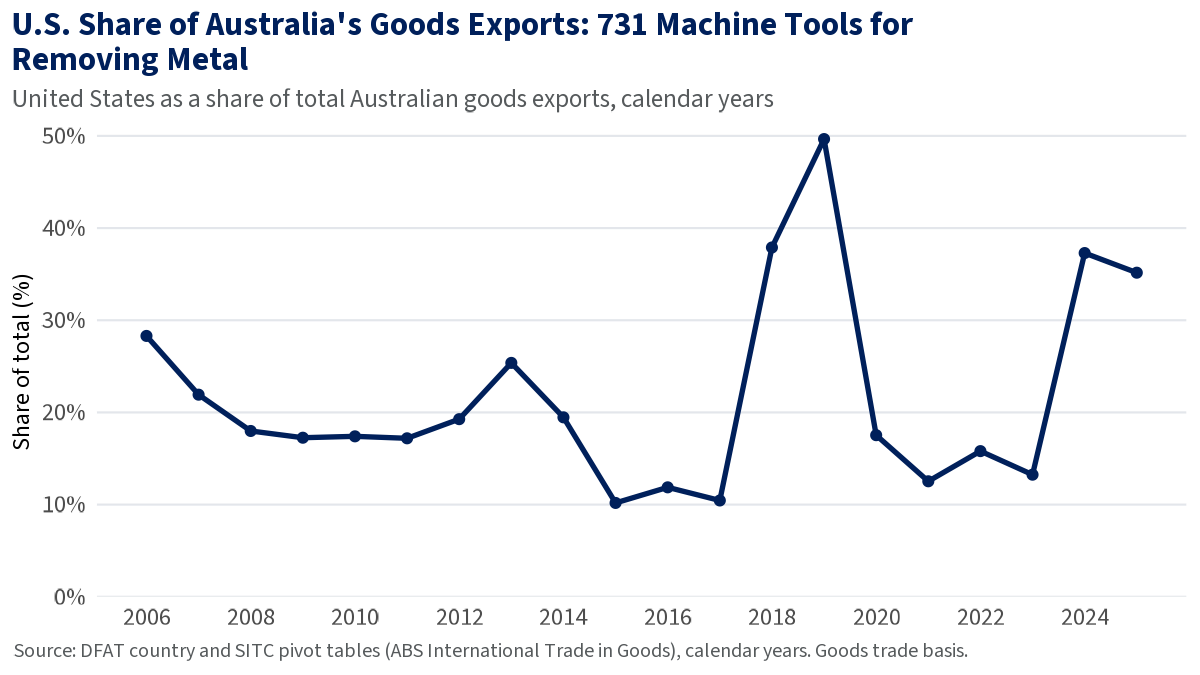 U.S. Share of Australia's Goods Exports: 731 Machine Tools for
Removing Metal
United States as a share of total Australian goods exports, calendar years
50%
40%
30%
20%
10%
0%
Share of total (%)
2006 2008 2010 2012 2014 2016 2018 2020 2022 2024
Source: DFAT country and SITC pivot tables (ABS International Trade in Goods), calendar years. Goods trade basis.